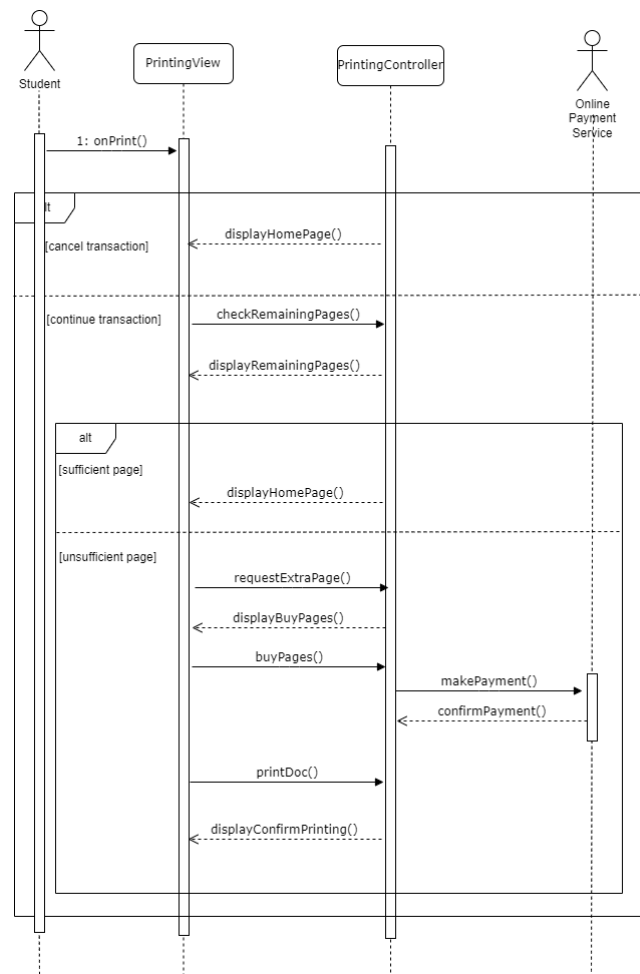 Student
PrintingView
PrintingController
Online
Payment
Service
1: onPrint()
lt
displayHomePage()
[cancel transaction]
[continue transaction]
checkRemainingPages()
displayRemainingPages()
alt
[sufficient page]
displayHomePage()
[unsufficient page]
requestExtraPage()
displayBuyPages()
buyPages()
makePayment()
confirmPayment()
printDoc()
displayConfirmPrinting()